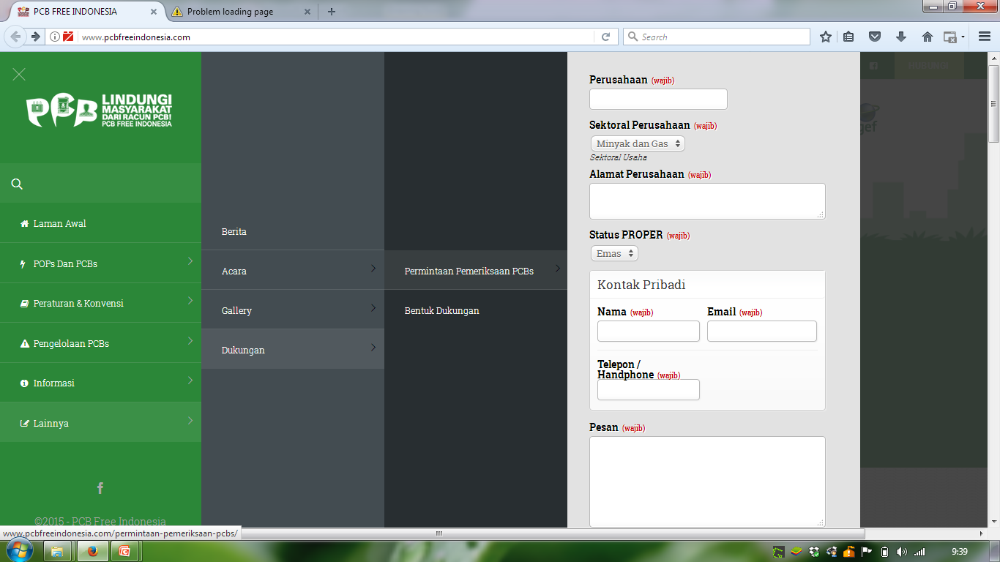 PCB FREE INDONESIA
Problem loading page
www.pcbfreeindonesia.com
Search
PCB
LINDUNGI
MASYARAKAT
DARI RACUN PCB!
PCB FREE INDONESIA
Laman Awal
POPs Dan PCBs
Peraturan & Konvensi
Pengelolaan PCBs
Informasi
Lainnya
©2015 - PCB Free Indonesia
Berita
Acara
Gallery
Dukungan
Permintaan Pemeriksaan PCBs
Bentuk Dukungan
Perusahaan (wajib)
Sektoral Perusahaan (wajib)
Minyak dan Gas
Sektoral Usaha
Alamat Perusahaan (wajib)
Status PROPER (wajib)
Emas
Kontak Pribadi
Nama (wajib) Email (wajib)
Telepon /
Handphone (wajib)
Pesan (wajib)
gef
www.pcbfreeindonesia.com/permintaan-pemeriksaan-pcbs/
9:39